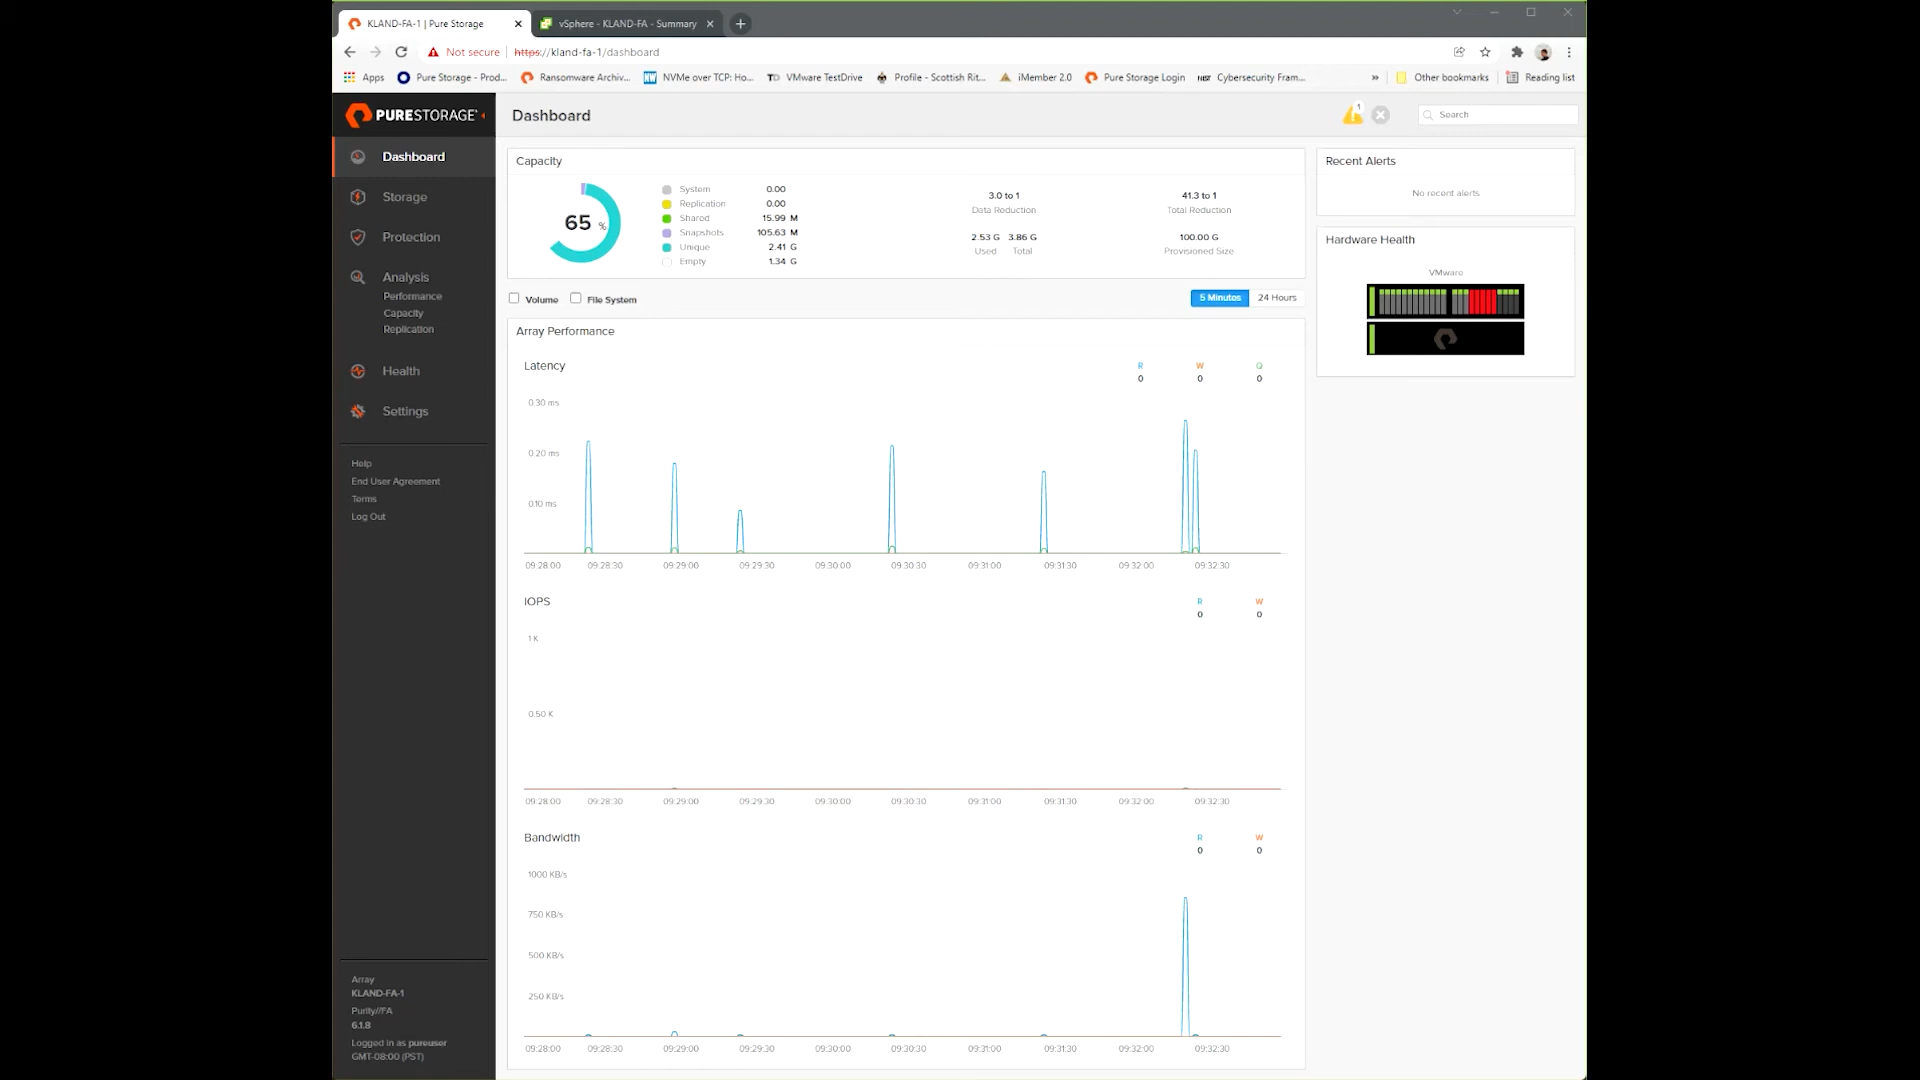 KLAND-FA-1 | Pure Storage
vSphere - KLAND-FA - Summary
Not secure | https://kland-fa-1/dashboard
Apps
Pure Storage - Prod...
Ransomware Archiv...
NVMe over TCP: Ho...
TD VMware TestDrive
Profile - Scottish Rit...
iMember 2.0
Pure Storage Login
NIST Cybersecurity Fram...
»
Other bookmarks
Reading list
PURESTORAGE
Dashboard
Storage
Protection
Analysis
Performance
Capacity
Replication
Health
Settings
Help
End User Agreement
Terms
Log Out
Array
KLAND-FA-1
Purity//FA
6.1.8
Logged in as pureuser
GMT-08:00 (PST)
Dashboard
1
Search
Capacity
65 %
System 0.00
Replication 0.00
Shared 15.99 M
Snapshots 105.63 M
Unique 2.41 G
Empty 1.34 G
3.0 to 1
Data Reduction
41.3 to 1
Total Reduction
2.53 G 3.86 G
Used Total
100.00 G
Provisioned Size
Volume
File System
5 Minutes
24 Hours
Array Performance
Latency
R W Q
0 0 0
0.30 ms
0.20 ms
0.10 ms
09:28:00 09:28:30 09:29:00 09:29:30 09:30:00 09:30:30 09:31:00 09:31:30 09:32:00 09:32:30
IOPS
R W
0 0
1 K
0.50 K
09:28:00 09:28:30 09:29:00 09:29:30 09:30:00 09:30:30 09:31:00 09:31:30 09:32:00 09:32:30
Bandwidth
R W
0 0
1000 KB/s
750 KB/s
500 KB/s
250 KB/s
09:28:00 09:28:30 09:29:00 09:29:30 09:30:00 09:30:30 09:31:00 09:31:30 09:32:00 09:32:30
Recent Alerts
No recent alerts
Hardware Health
VMware